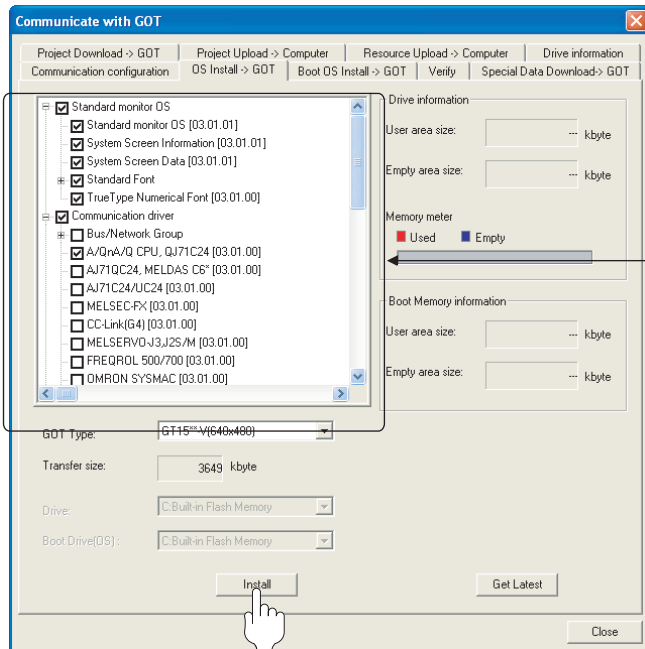 Communicate with GOT
Project Download -> GOT
Project Upload -> Computer
Resource Upload -> Computer
Drive information
Communication configuration
OS Install -> GOT
Boot OS Install -> GOT
Verify
Special Data Download-> GOT
Standard monitor OS
Standard monitor OS [03.01.01]
System Screen Information [03.01.01]
System Screen Data [03.01.01]
Standard Font
TrueType Numerical Font [03.01.00]
Communication driver
Bus/Network Group
A/QnA/Q CPU, QJ71C24 [03.01.00]
AJ71QC24, MELDAS C6* [03.01.00]
AJ71C24/UC24 [03.01.00]
MELSEC-FX [03.01.00]
CC-Link(G4) [03.01.00]
MELSERVO-J3,J2S/M [03.01.00]
FREQROL 500/700 [03.01.00]
OMRON SYSMAC [03.01.00]
Drive information
User area size: --- kbyte
Empty area size: --- kbyte
Memory meter
Used Empty
Boot Memory information
User area size: --- kbyte
Empty area size: --- kbyte
GOT Type: GT15**-V(640x480)
Transfer size: 3649 kbyte
Drive: C:Built-in Flash Memory
Boot Drive(OS) : C:Built-in Flash Memory
Install
Get Latest
Close